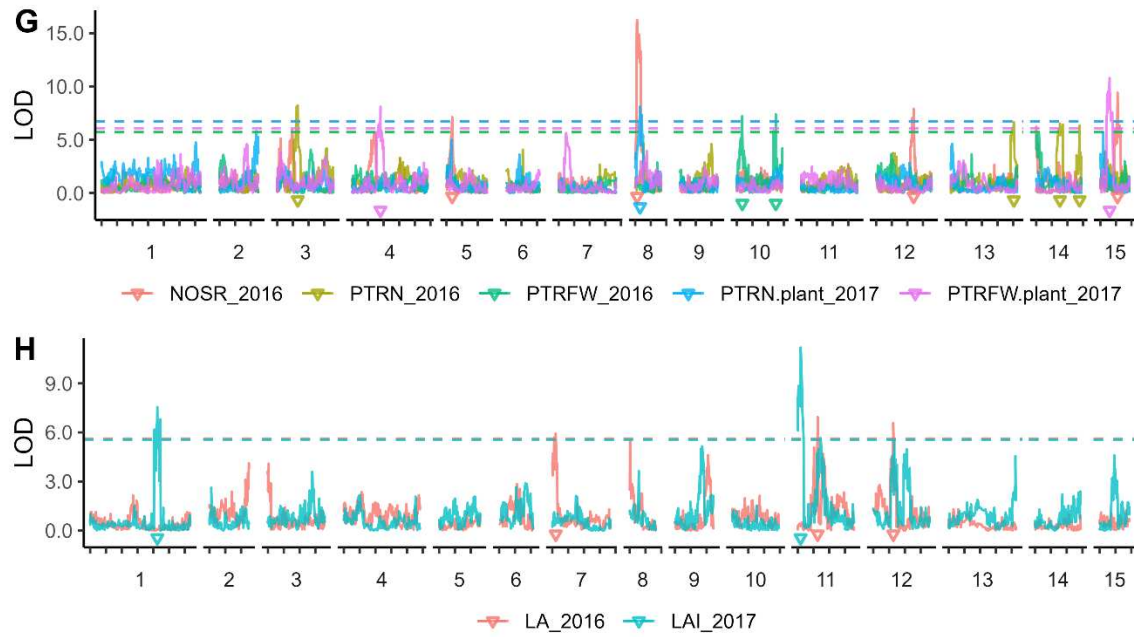 G
LOD
15.0
10.0
5.0
0.0
1 2 3 4 5 6 7 8 9 10 11 12 13 14 15
NOSR_2016 PTRN_2016 PTRFW_2016 PTRN.plant_2017 PTRFW.plant_2017
H
LOD
9.0
6.0
3.0
0.0
1 2 3 4 5 6 7 8 9 10 11 12 13 14 15
LA_2016 LAI_2017